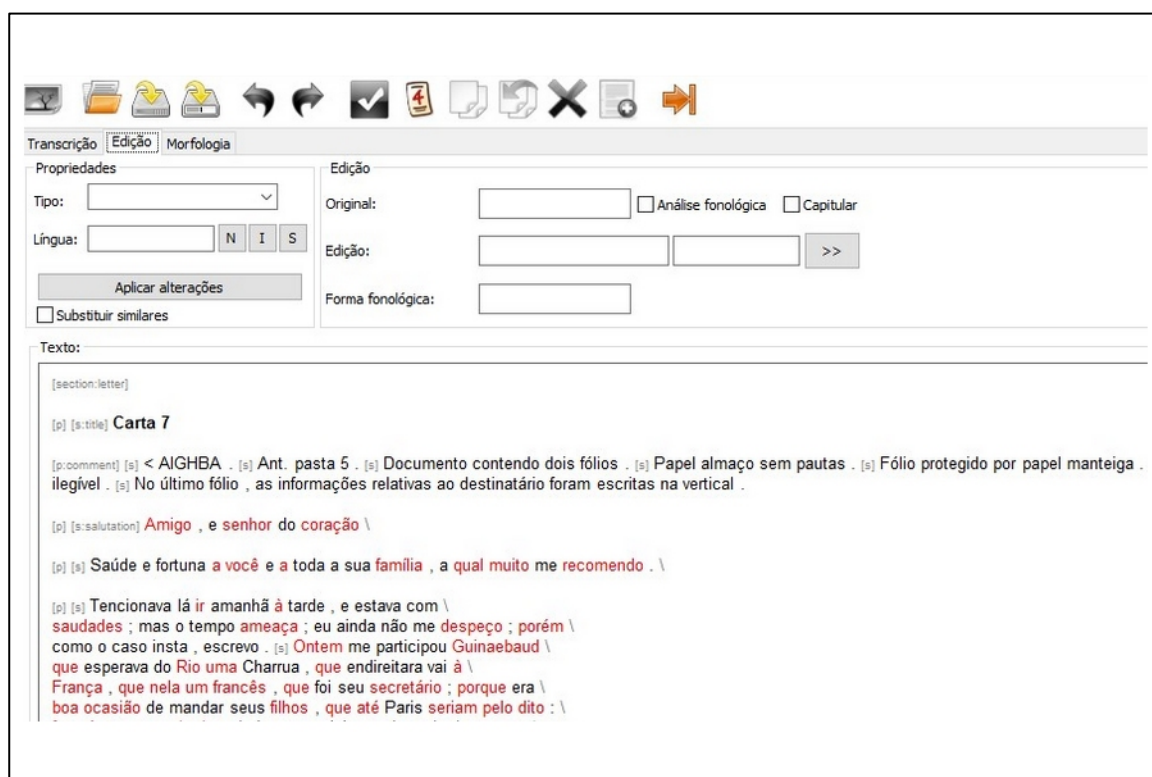 Transcrição Edição Morfologia
Propriedades
Tipo:
Língua: N I S
Aplicar alterações
Substituir similares
Edição
Original: Análise fonológica Capitular
Edição: >>
Forma fonológica:
Texto:
[section:letter]
[p] [s:title] Carta 7
[p:comment] [s] < AIGHBA . [s] Ant. pasta 5 . [s] Documento contendo dois fólios . [s] Papel almaço sem pautas . [s] Fólio protegido por papel manteiga .
ilegível . [s] No último fólio , as informações relativas ao destinatário foram escritas na vertical .
[p] [s:salutation] Amigo , e senhor do coração \
[p] [s] Saúde e fortuna a você e a toda a sua família , a qual muito me recomendo . \
[p] [s] Tencionava lá ir amanhã à tarde , e estava com \
saudades ; mas o tempo ameaça ; eu ainda não me despeço ; porém \
como o caso insta , escrevo . [s] Ontem me participou Guinaebaud \
que esperava do Rio uma Charrua , que endireitara vai à \
França , que nela um francês , que foi seu secretário ; porque era \
boa ocasião de mandar seus filhos , que até Paris seriam pelo dito : \